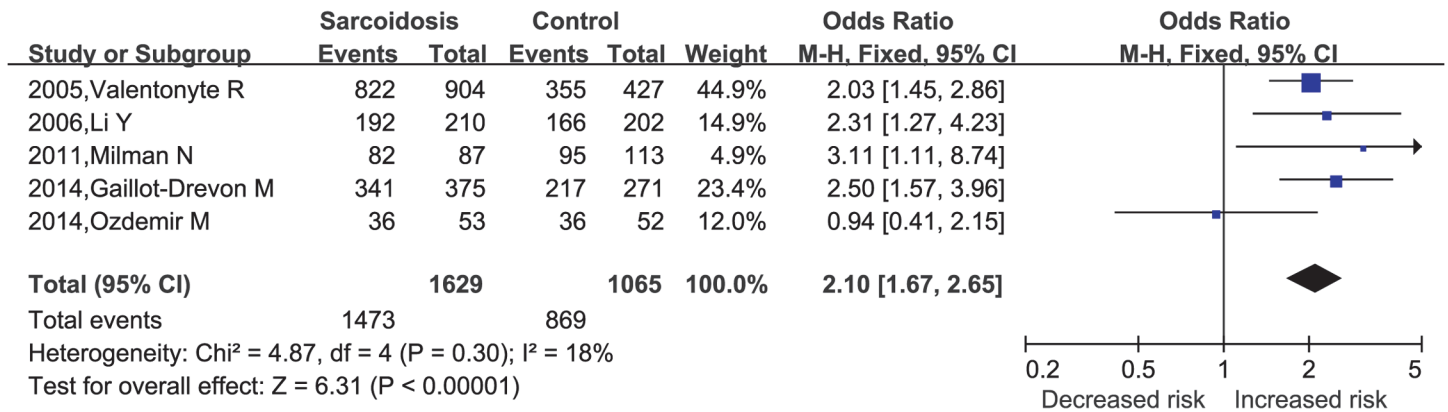 Sarcoidosis Control Odds Ratio Odds Ratio
Study or Subgroup Events Total Events Total Weight M-H, Fixed, 95% CI M-H, Fixed, 95% CI
2005,Valentonyte R 822 904 355 427 44.9% 2.03 [1.45, 2.86]
2006,Li Y 192 210 166 202 14.9% 2.31 [1.27, 4.23]
2011,Milman N 82 87 95 113 4.9% 3.11 [1.11, 8.74]
2014,Gaillot-Drevon M 341 375 217 271 23.4% 2.50 [1.57, 3.96]
2014,Ozdemir M 36 53 36 52 12.0% 0.94 [0.41, 2.15]
Total (95% CI) 1629 1065 100.0% 2.10 [1.67, 2.65]
Total events 1473 869
Heterogeneity: Chi² = 4.87, df = 4 (P = 0.30); I² = 18%
Test for overall effect: Z = 6.31 (P < 0.00001)
0.2 0.5 1 2 5
Decreased risk Increased risk